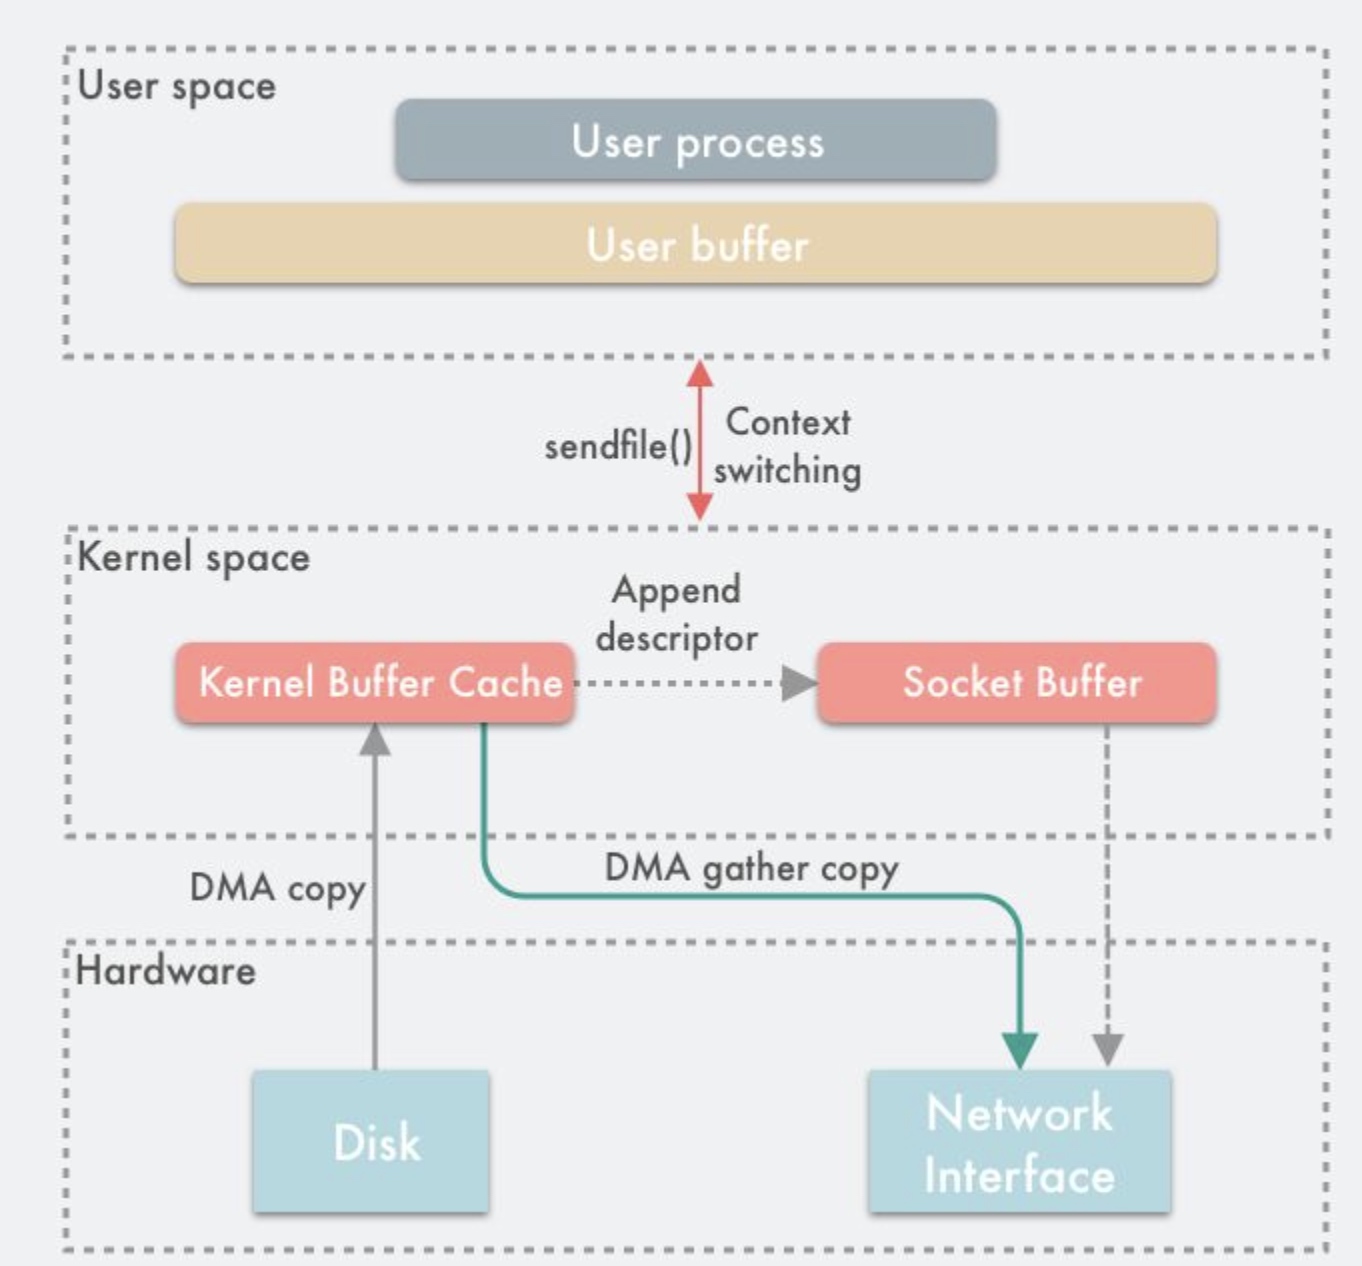 User space
User process
User buffer
sendfile()
Context
switching
Kernel space
Append
descriptor
Kernel Buffer Cache
Socket Buffer
DMA copy
DMA gather copy
Hardware
Disk
Network
Interface